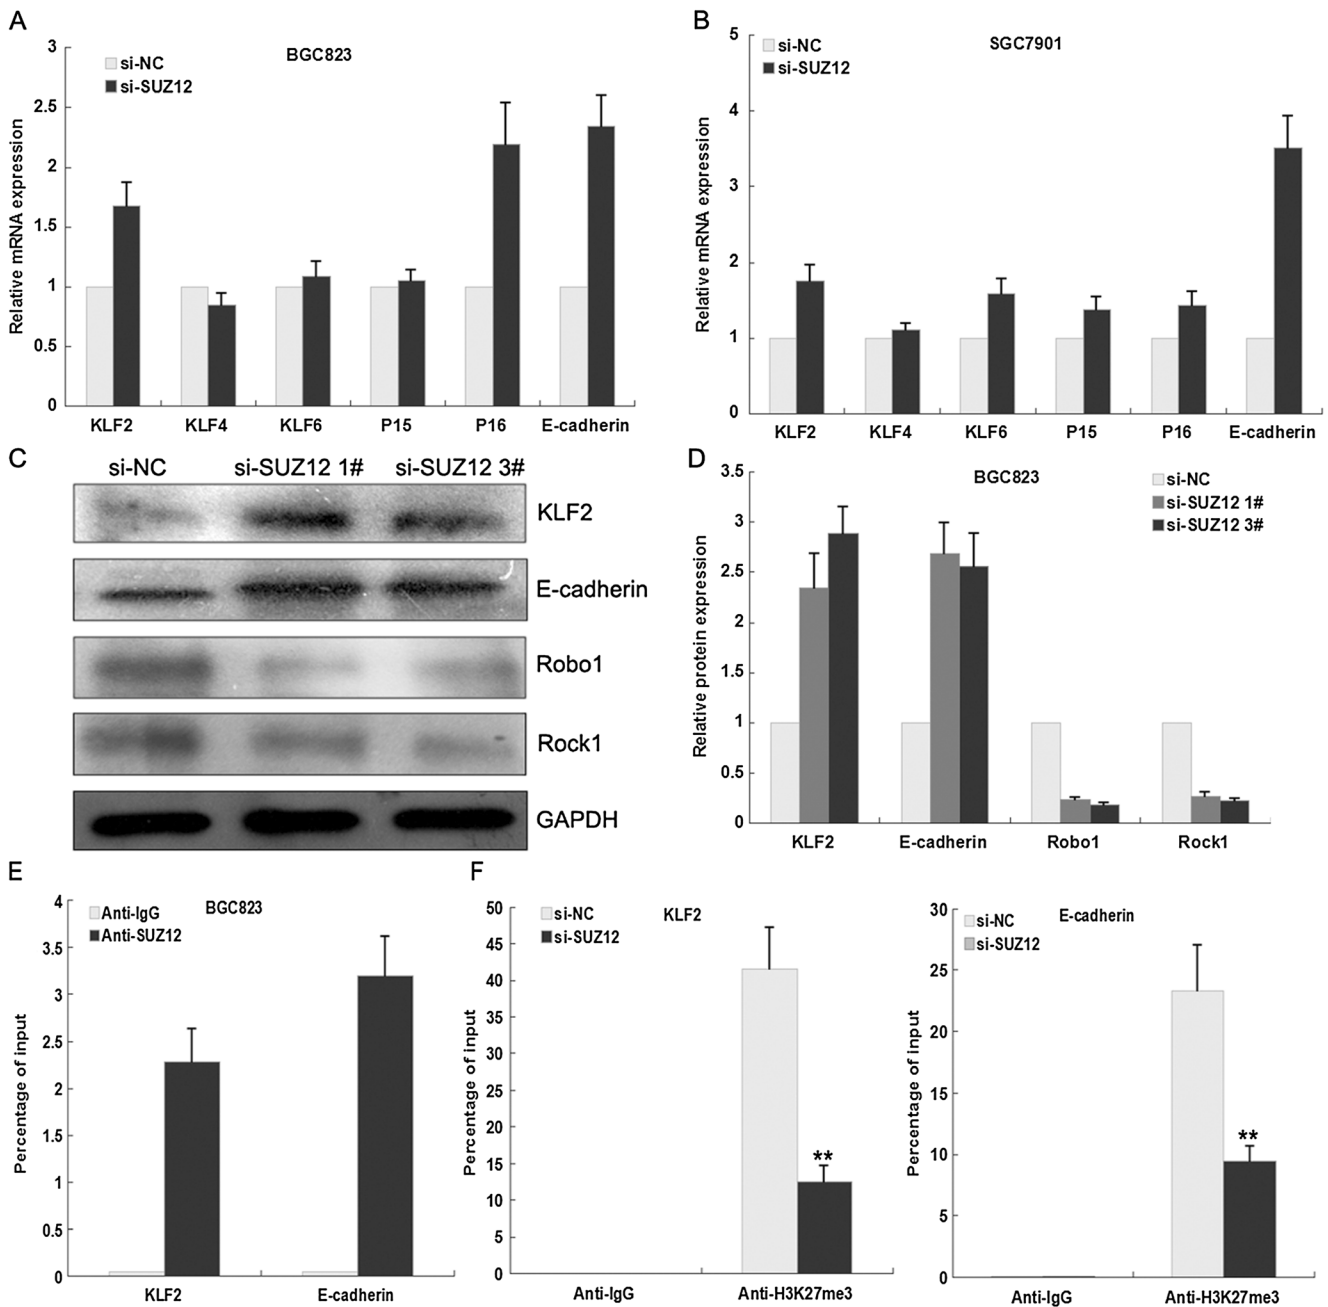 A
BGC823
si-NC
si-SUZ12
Relative mRNA expression
3
2.5
2
1.5
1
0.5
0
KLF2 KLF4 KLF6 P15 P16 E-cadherin
B
SGC7901
si-NC
si-SUZ12
Relative mRNA expression
5
4
3
2
1
0
KLF2 KLF4 KLF6 P15 P16 E-cadherin
C
si-NC si-SUZ12 1# si-SUZ12 3#
KLF2
E-cadherin
Robo1
Rock1
GAPDH
D
BGC823
si-NC
si-SUZ12 1#
si-SUZ12 3#
Relative protein expression
3.5
3
2.5
2
1.5
1
0.5
0
KLF2 E-cadherin Robo1 Rock1
E
BGC823
Anti-IgG
Anti-SUZ12
Percentage of input
4
3.5
3
2.5
2
1.5
1
0.5
0
KLF2 E-cadherin
F
KLF2
si-NC
si-SUZ12
Percentage of input
50
45
40
35
30
25
20
15
10
5
0
**
Anti-IgG Anti-H3K27me3
E-cadherin
si-NC
si-SUZ12
Percentage of input
30
25
20
15
10
5
0
**
Anti-IgG Anti-H3K27me3